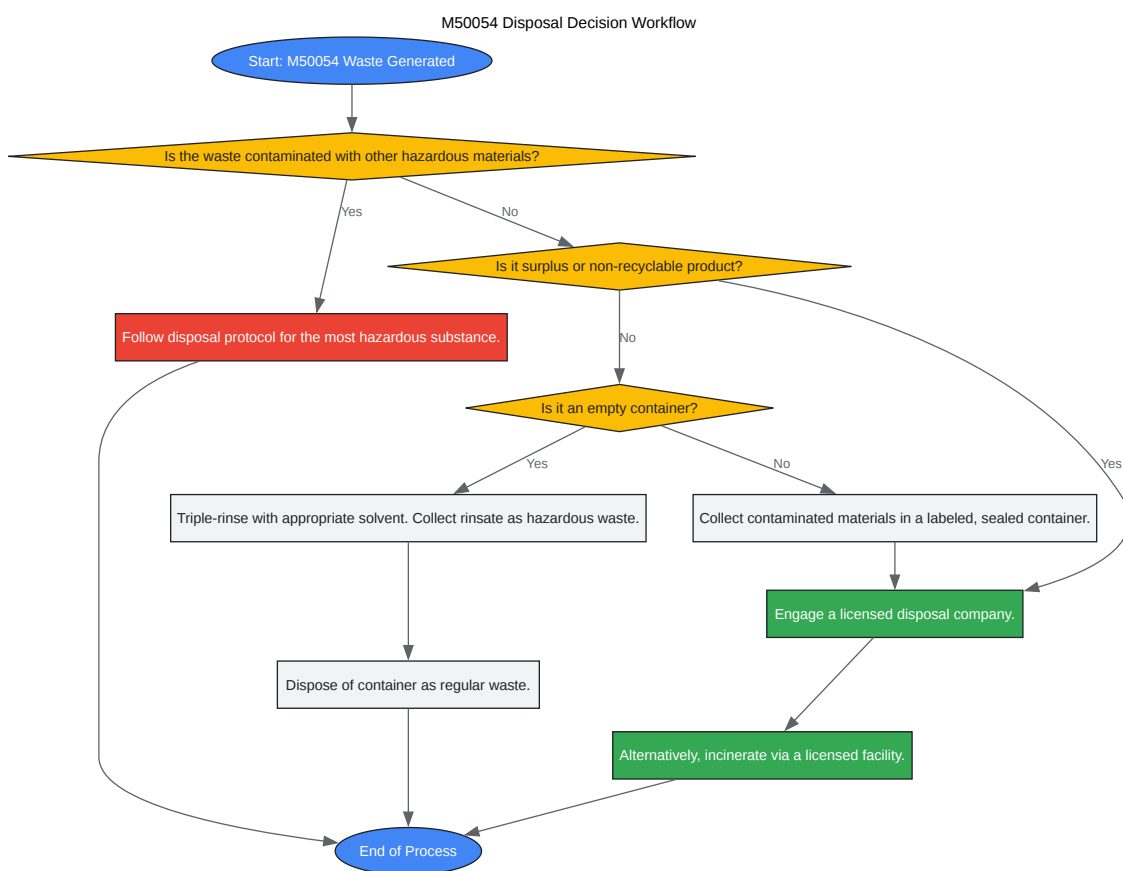 M50054 Disposal Decision Workflow
Start: M50054 Waste Generated
Is the waste contaminated with other hazardous materials?
Yes
No
Is it surplus or non-recyclable product?
Follow disposal protocol for the most hazardous substance.
No
Is it an empty container?
Yes
No
Yes
Triple-rinse with appropriate solvent. Collect rinsate as hazardous waste.
Collect contaminated materials in a labeled, sealed container.
Engage a licensed disposal company.
Dispose of container as regular waste.
Alternatively, incinerate via a licensed facility.
End of Process